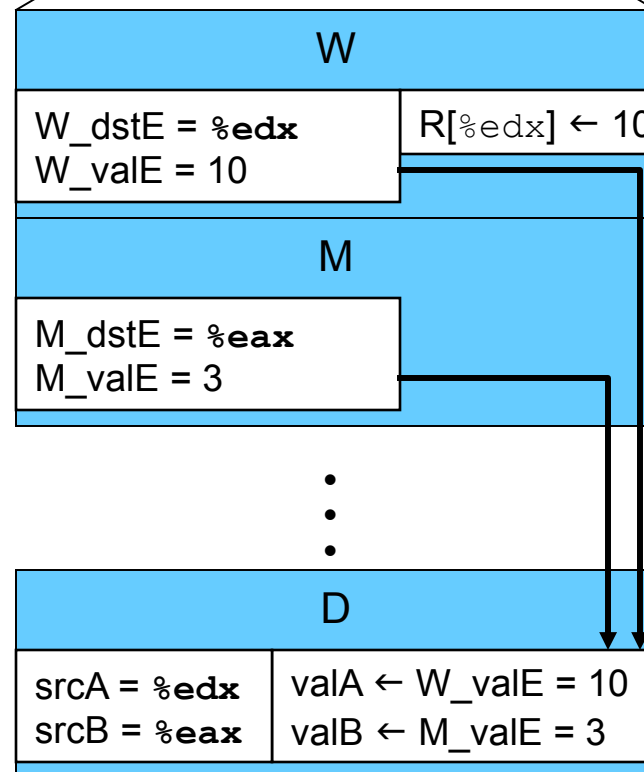 W
W_dstE = %edx
W_valE = 10
R[%edx] ← 10
M
M_dstE = %eax
M_valE = 3
•
•
•
D
srcA = %edx
srcB = %eax
valA ← W_valE = 10
valB ← M_valE = 3